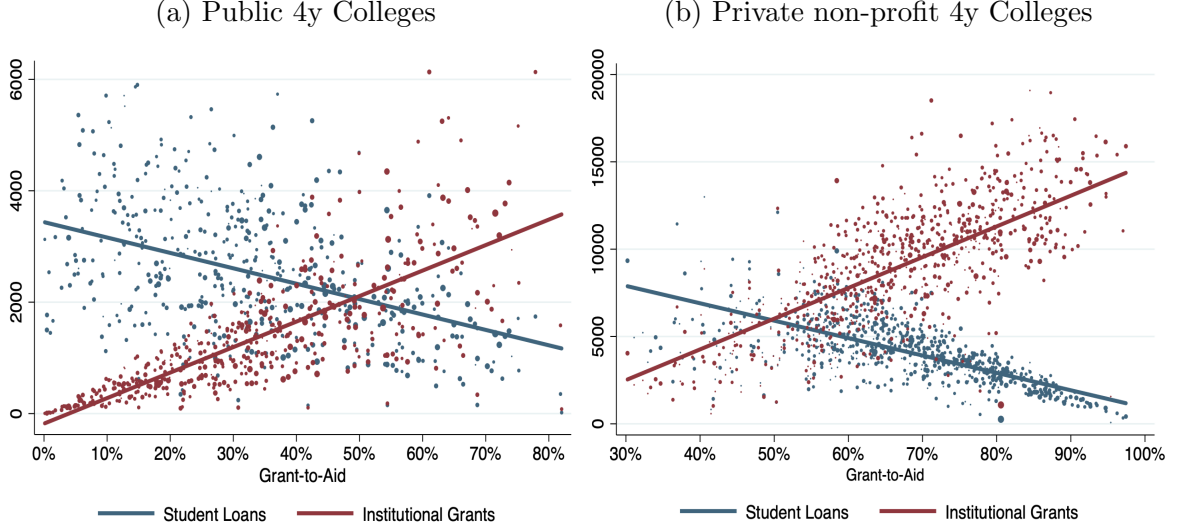 (a) Public 4y Colleges
6000
4000
2000
0
0% 10% 20% 30% 40% 50% 60% 70% 80%
Grant-to-Aid
Student Loans Institutional Grants
(b) Private non-profit 4y Colleges
20000
15000
10000
5000
0
30% 40% 50% 60% 70% 80% 90% 100%
Grant-to-Aid
Student Loans Institutional Grants